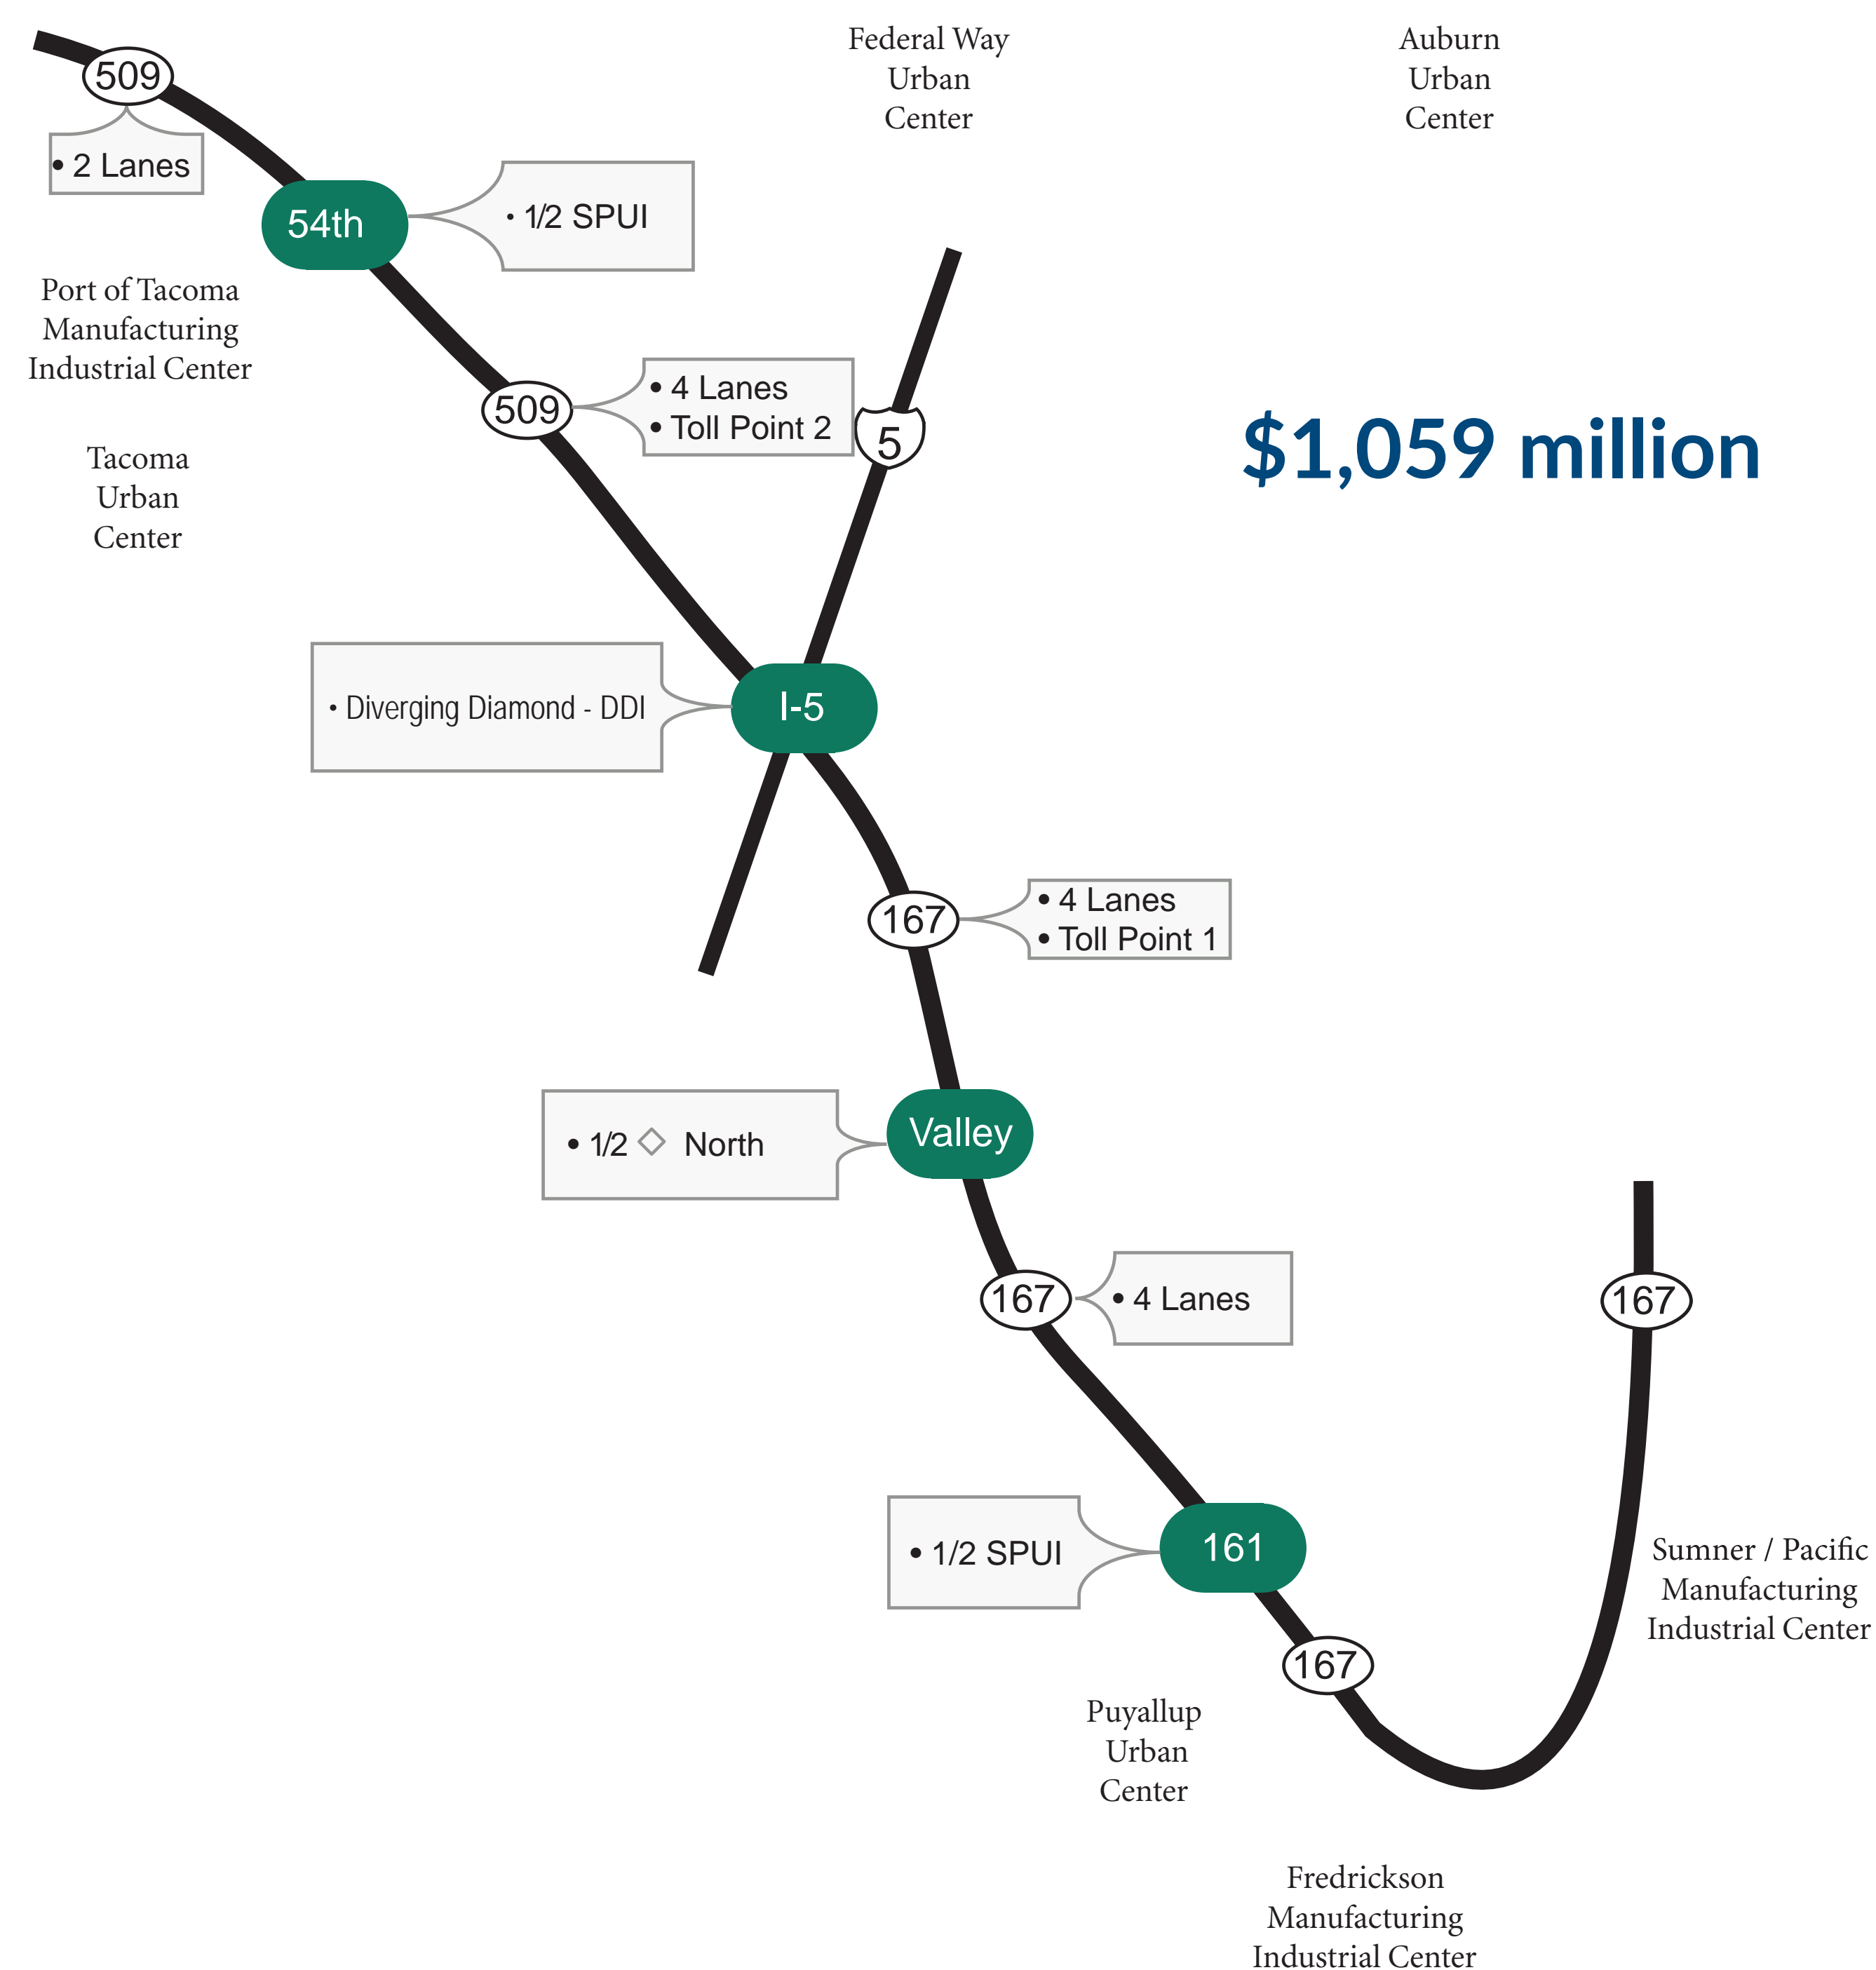 Federal Way
Urban
Center
Auburn
Urban
Center
509
• 2 Lanes
54th
• 1/2 SPUI
Port of Tacoma
Manufacturing
Industrial Center
509
• 4 Lanes
• Toll Point 2
5
$1,059 million
Tacoma
Urban
Center
• Diverging Diamond - DDI
I-5
167
• 4 Lanes
• Toll Point 1
• 1/2 ◇ North
Valley
167
• 4 Lanes
167
• 1/2 SPUI
161
Sumner / Pacific
Manufacturing
Industrial Center
167
Puyallup
Urban
Center
Fredrickson
Manufacturing
Industrial Center